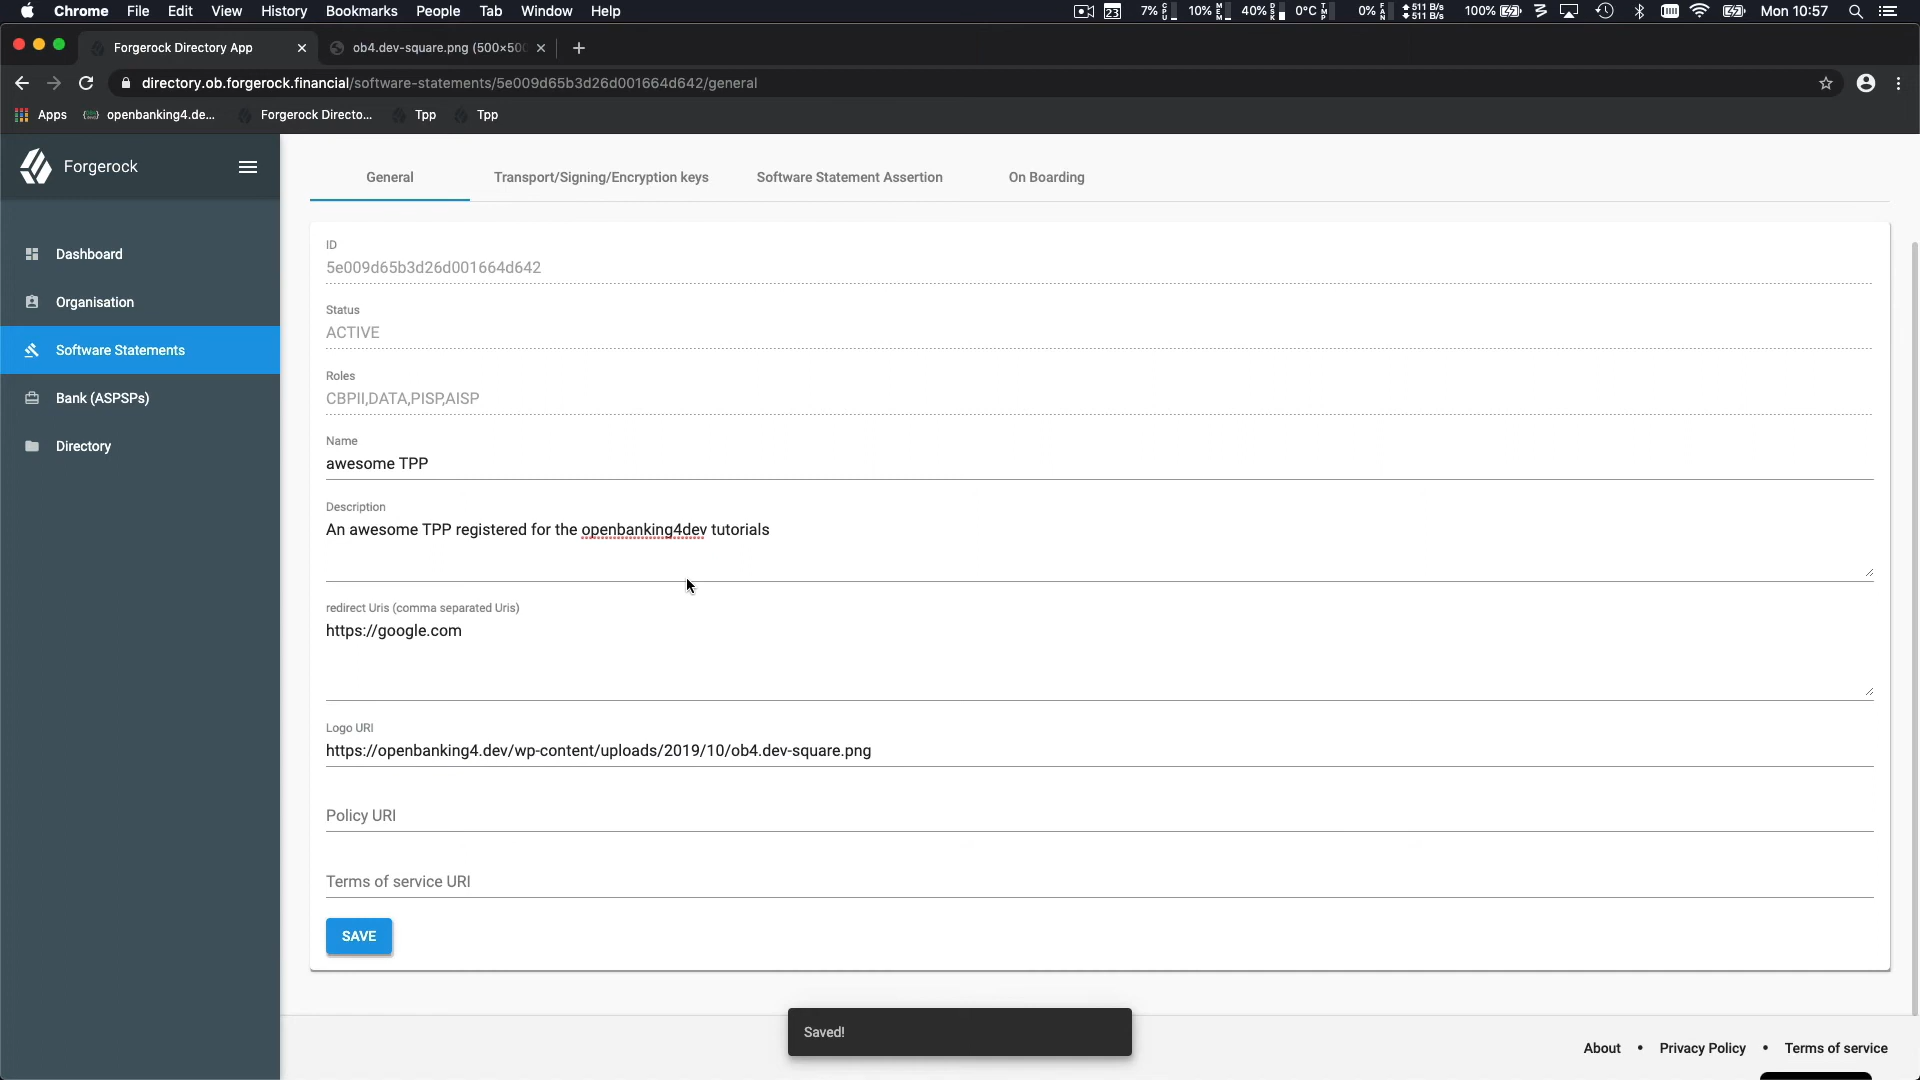 Chrome File Edit View History Bookmarks People Tab Window Help
23 7% 10% 40% 0°C 0% 511 B/s 511 B/s 100% Mon 10:57
Forgerock Directory App
ob4.dev-square.png (500×500
directory.ob.forgerock.financial/software-statements/5e009d65b3d26d001664d642/general
Apps openbanking4.de... Forgerock Directo... Tpp Tpp
Forgerock
Dashboard
Organisation
Software Statements
Bank (ASPSPs)
Directory
General Transport/Signing/Encryption keys Software Statement Assertion On Boarding
ID
5e009d65b3d26d001664d642
Status
ACTIVE
Roles
CBPII,DATA,PISP,AISP
Name
awesome TPP
Description
An awesome TPP registered for the openbanking4dev tutorials
redirect Uris (comma separated Uris)
https://google.com
Logo URI
https://openbanking4.dev/wp-content/uploads/2019/10/ob4.dev-square.png
Policy URI
Terms of service URI
SAVE
Saved!
About • Privacy Policy • Terms of service